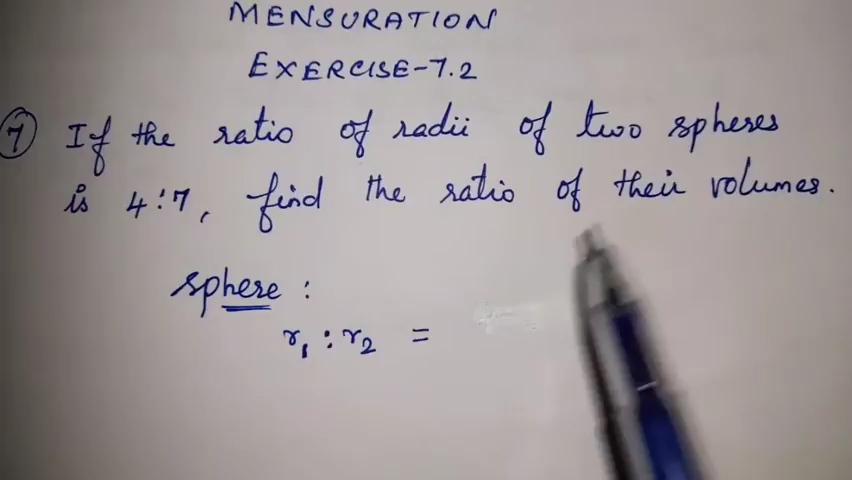 MENSURATION
EXERCISE-7.2
7 If the ratio of radii of two spheres
is 4:7, find the ratio of their volumes.
sphere :
r₁ : r₂ =